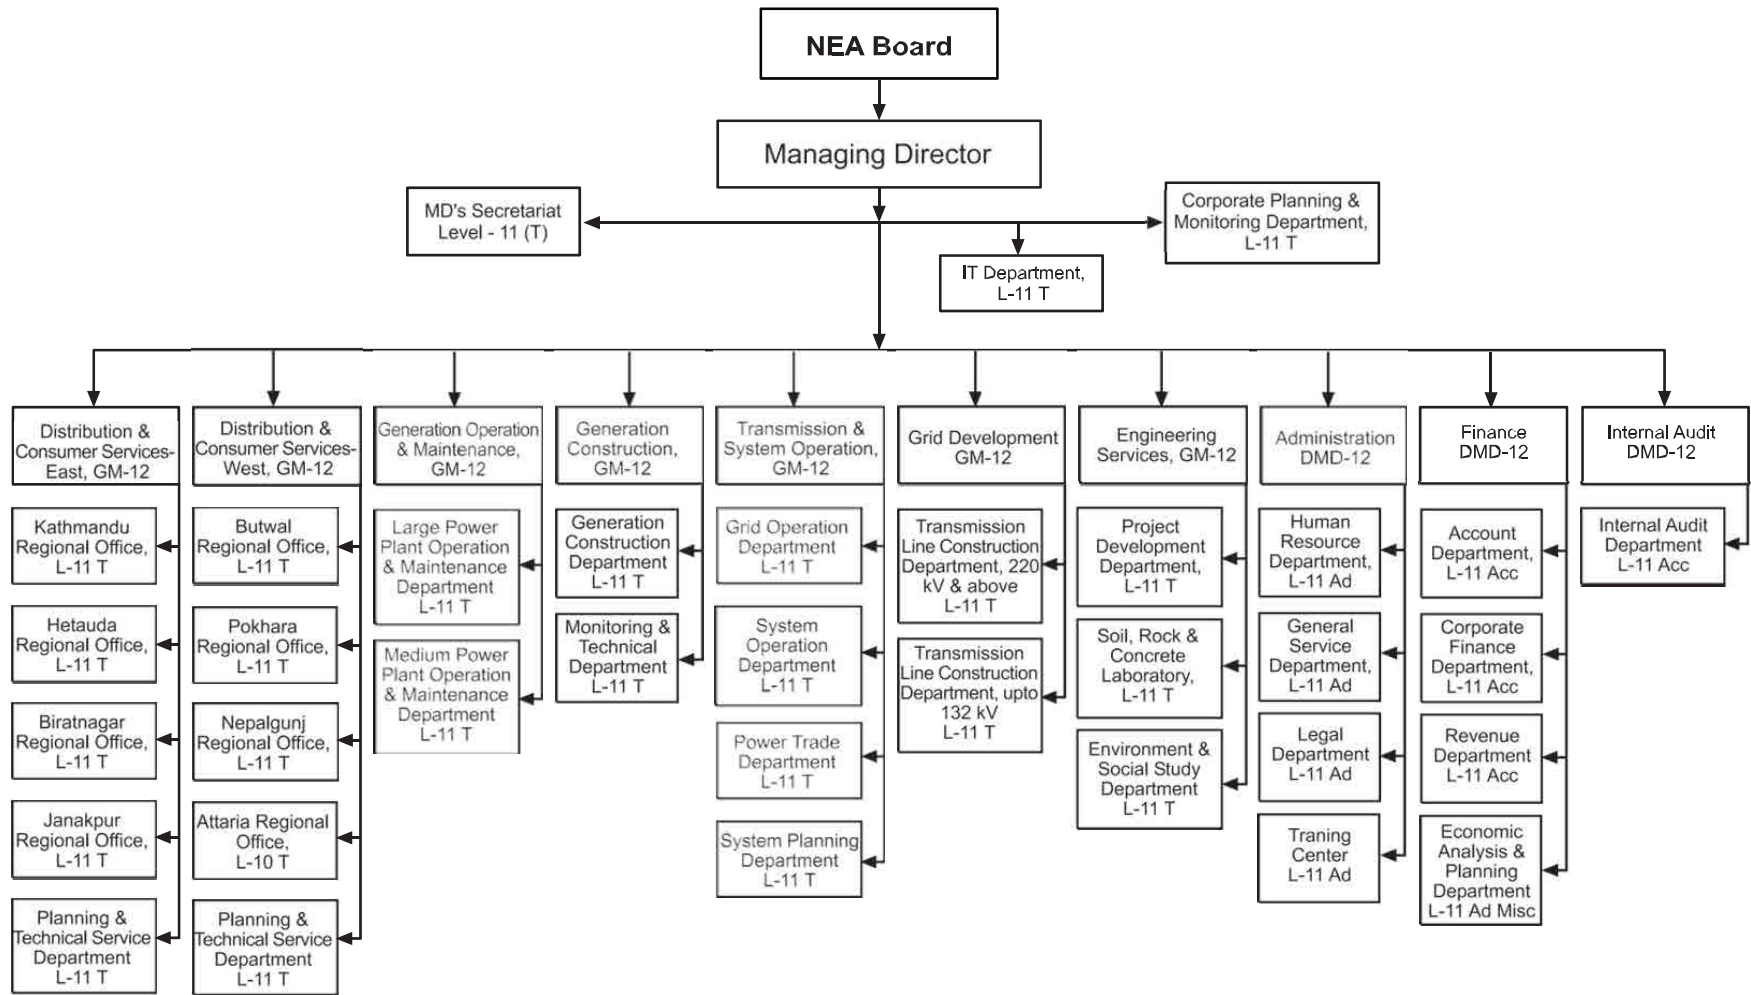 NEA Board
Managing Director
MD's Secretariat
Level - 11 (T)
Corporate Planning &
Monitoring Department,
L-11 T
IT Department,
L-11 T
Distribution &
Consumer Services-
East, GM-12
Distribution &
Consumer Services-
West, GM-12
Generation Operation
& Maintenance, GM-12
Generation
Construction,
GM-12
Transmission &
System Operation,
GM-12
Grid Development
GM-12
Engineering
Services, GM-12
Administration
DMD-12
Finance
DMD-12
Internal Audit
DMD-12
Kathmandu
Regional Office,
L-11 T
Hetauda
Regional Office,
L-11 T
Biratnagar
Regional Office,
L-11 T
Janakpur
Regional Office,
L-11 T
Planning &
Technical Service
Department
L-11 T
Butwal
Regional Office,
L-11 T
Pokhara
Regional Office,
L-11 T
Nepalgunj
Regional Office,
L-11 T
Attaria Regional
Office,
L-10 T
Planning &
Technical Service
Department
L-11 T
Large Power
Plant Operation
& Maintenance
Department
L-11 T
Medium Power
Plant Operation
& Maintenance
Department
L-11 T
Generation
Construction
Department
L-11 T
Monitoring &
Technical
Department
L-11 T
Grid Operation
Department
L-11 T
System
Operation
Department
L-11 T
Power Trade
Department
L-11 T
System Planning
Department
L-11 T
Transmission
Line Construction
Department, 220
kV & above
L-11 T
Transmission
Line Construction
Department, upto
132 kV
L-11 T
Project
Development
Department,
L-11 T
Soil, Rock &
Concrete
Laboratory,
L-11 T
Environment &
Social Study
Department
L-11 T
Human
Resource
Department,
L-11 Ad
General
Service
Department,
L-11 Ad
Legal
Department
L-11 Ad
Traning
Center
L-11 Ad
Account
Department,
L-11 Acc
Corporate
Finance
Department,
L-11 Acc
Revenue
Department
L-11 Acc
Economic
Analysis &
Planning
Department
L-11 Ad Misc
Internal Audit
Department
L-11 Acc